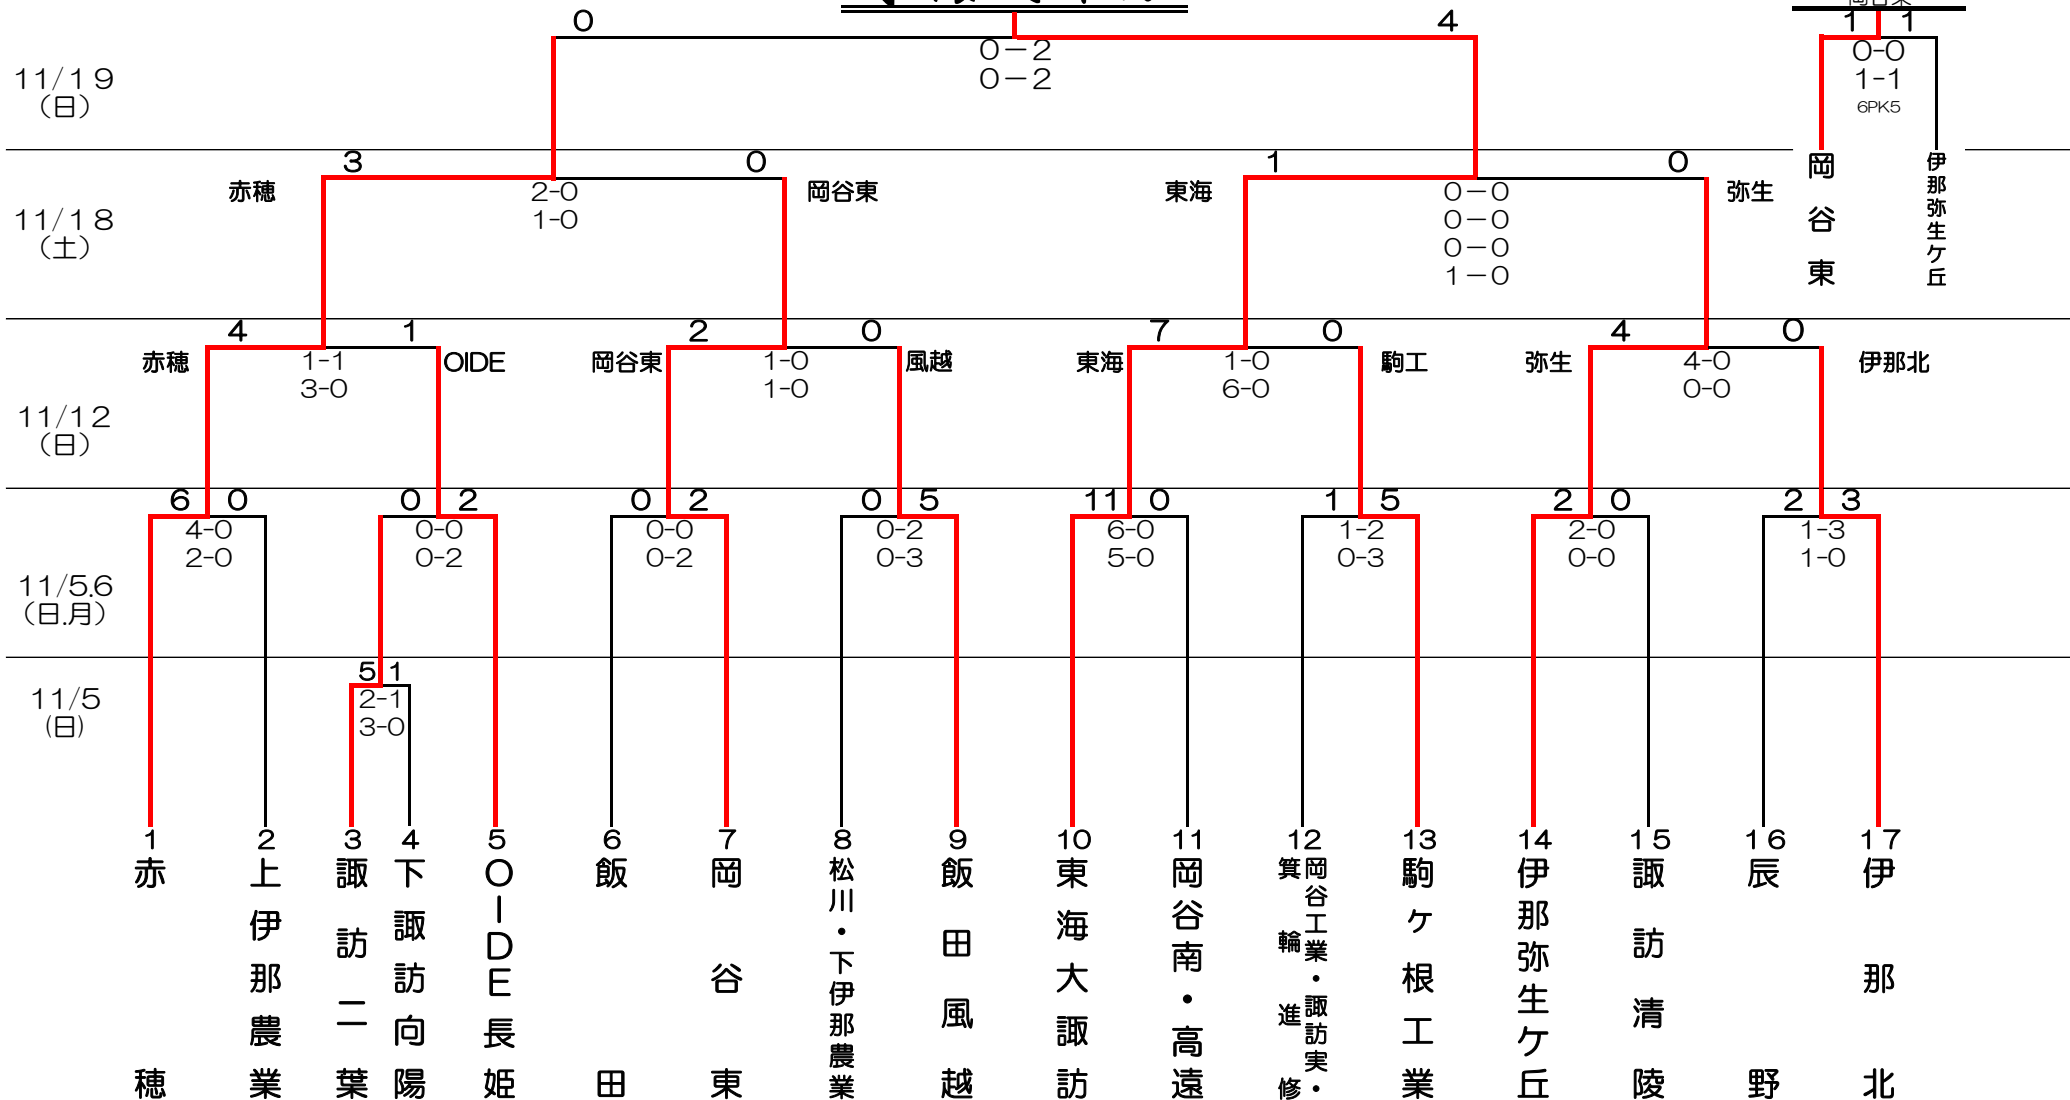 0 4
0－2
0－2
1 1
0-0
1-1
6PK5
11/19
（日）
岡谷東
伊那弥生ケ丘
3 0
赤穂 岡谷東
2-0
1-0
1 0
東海 弥生
0－0
0－0
0－0
1－0
11/18
（土）
4 1
赤穂 OIDE
1-1
3-0
2 0
岡谷東 風越
1-0
1-0
7 0
東海 駒工
1-0
6-0
4 0
弥生 伊那北
4-0
0-0
11/12
（日）
6 0
4-0
2-0
0 2
0-0
0-2
0 2
0-0
0-2
0 5
0-2
0-3
11 0
6-0
5-0
1 5
1-2
0-3
2 0
2-0
0-0
2 3
1-3
1-0
11/5.6
（日.月）
5 1
2-1
3-0
11/5
（日）
1 2 3 4 5 6 7 8 9 10 11 12 13 14 15 16 17
赤穂
上伊那農業
諏訪二葉
下諏訪向陽
OIDE長姫
飯田
岡谷東
松川・下伊那農業
飯田風越
東海大諏訪
岡谷南・高遠
岡谷工業・諏訪実・
箕輪進修
駒ヶ根工業
伊那弥生ケ丘
諏訪清陵
辰野
伊那北